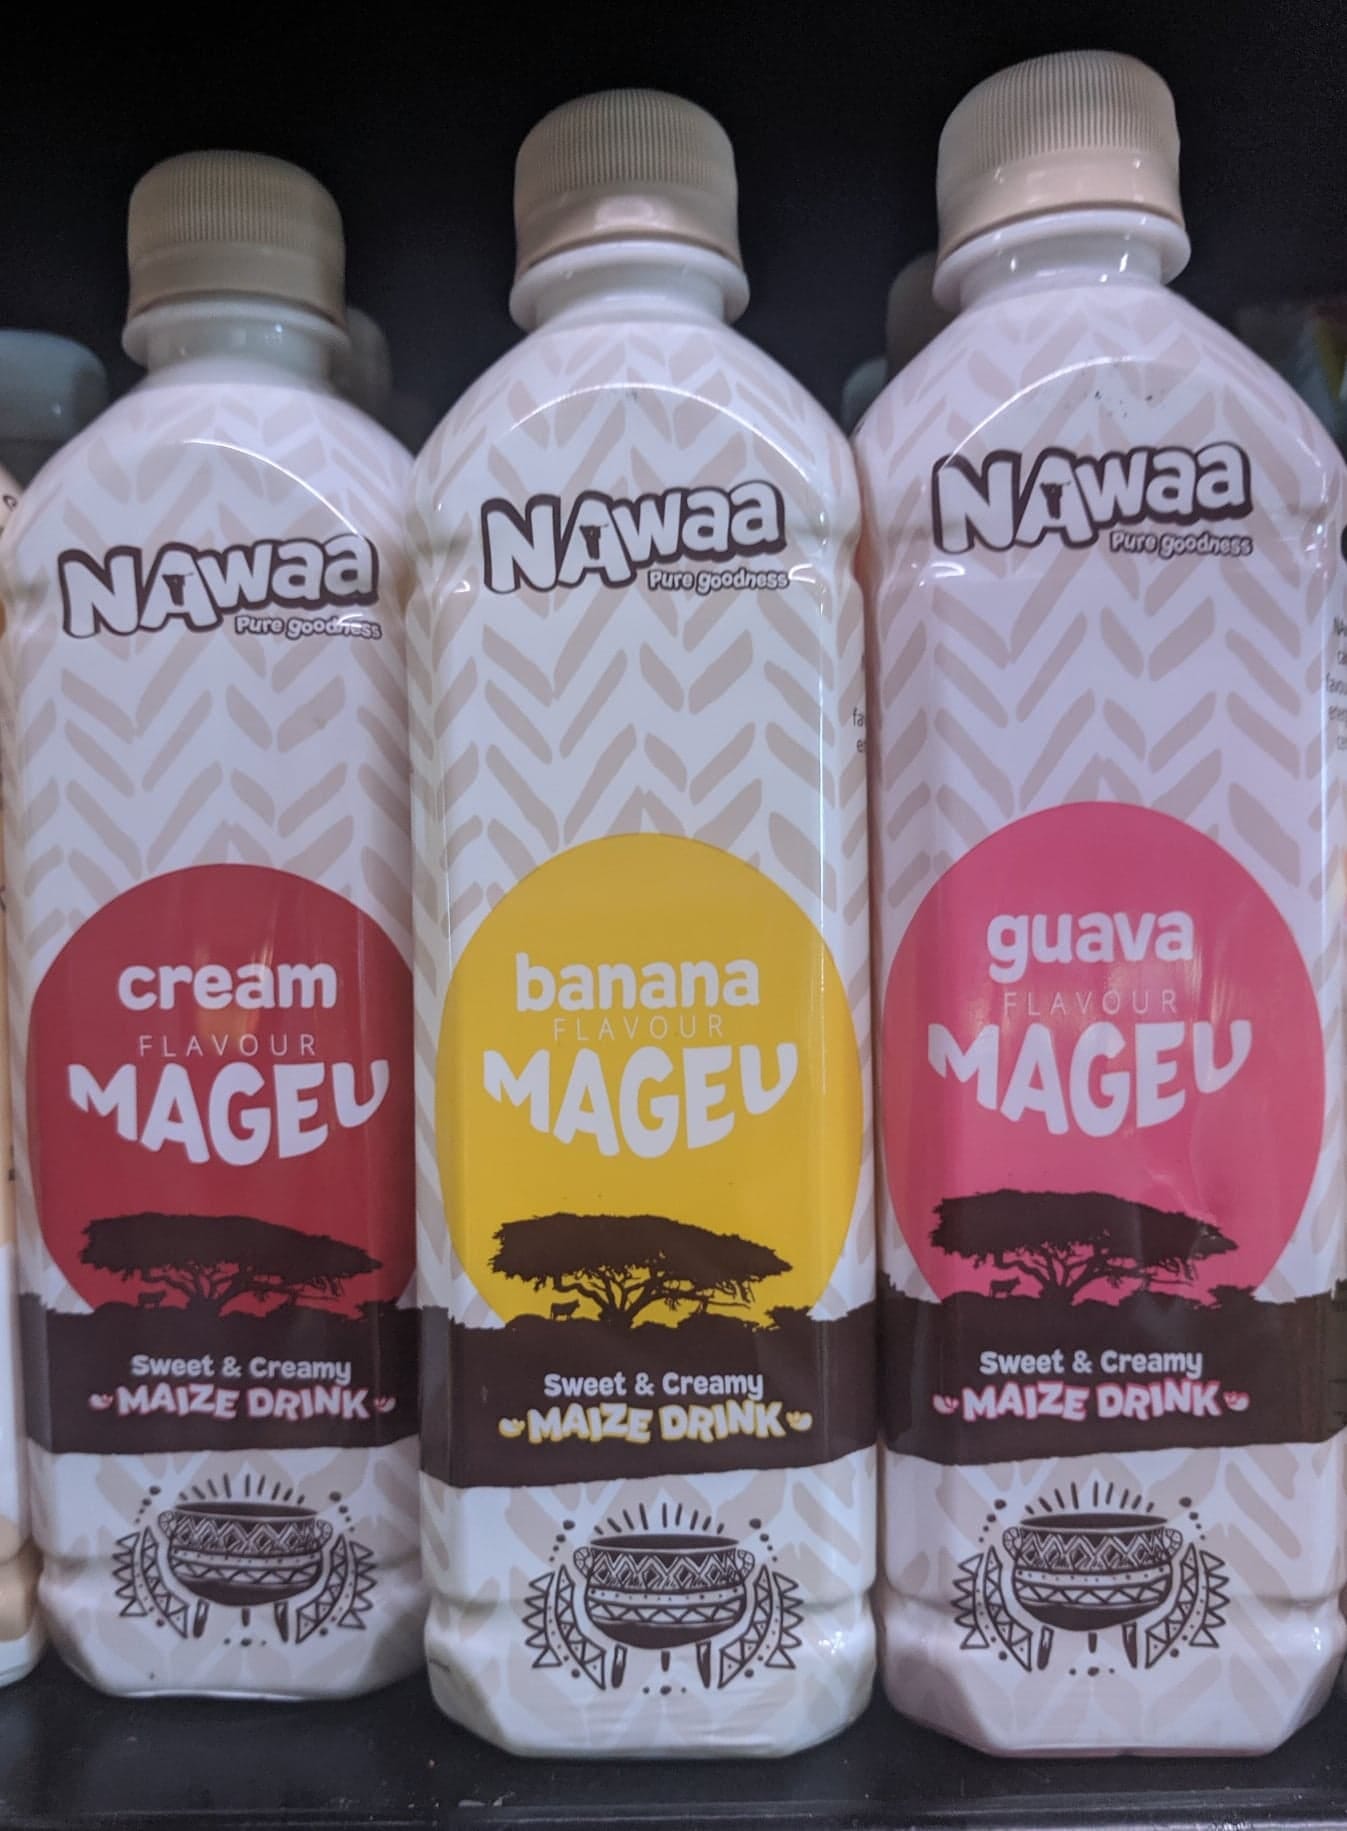 NAWaa
Pure goodness
cream
FLAVOUR
MAGEU
Sweet & Creamy
MAIZE DRINK
NAWaa
Pure goodness
banana
FLAVOUR
MAGEU
Sweet & Creamy
MAIZE DRINK
NAWaa
Pure goodness
guava
FLAVOUR
MAGEU
Sweet & Creamy
MAIZE DRINK